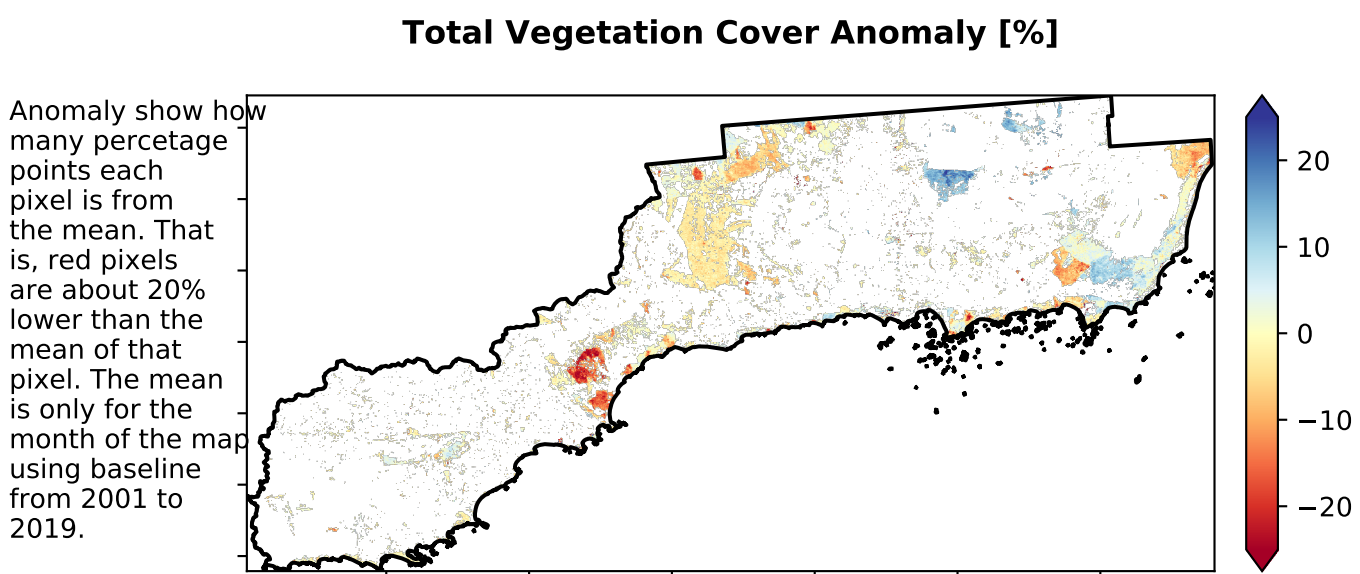 Total Vegetation Cover Anomaly [%]
Anomaly show how
many percetage
points each
pixel is from
the mean. That
is, red pixels
are about 20%
lower than the
mean of that
pixel. The mean
is only for the
month of the map
using baseline
from 2001 to
2019.
20
10
0
−10
−20